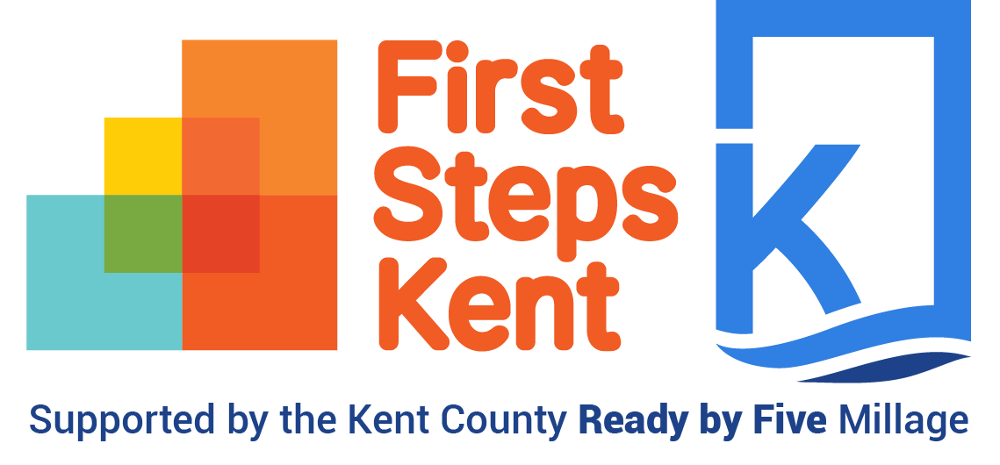 First
Steps
Kent
K
Supported by the Kent County Ready by Five Millage